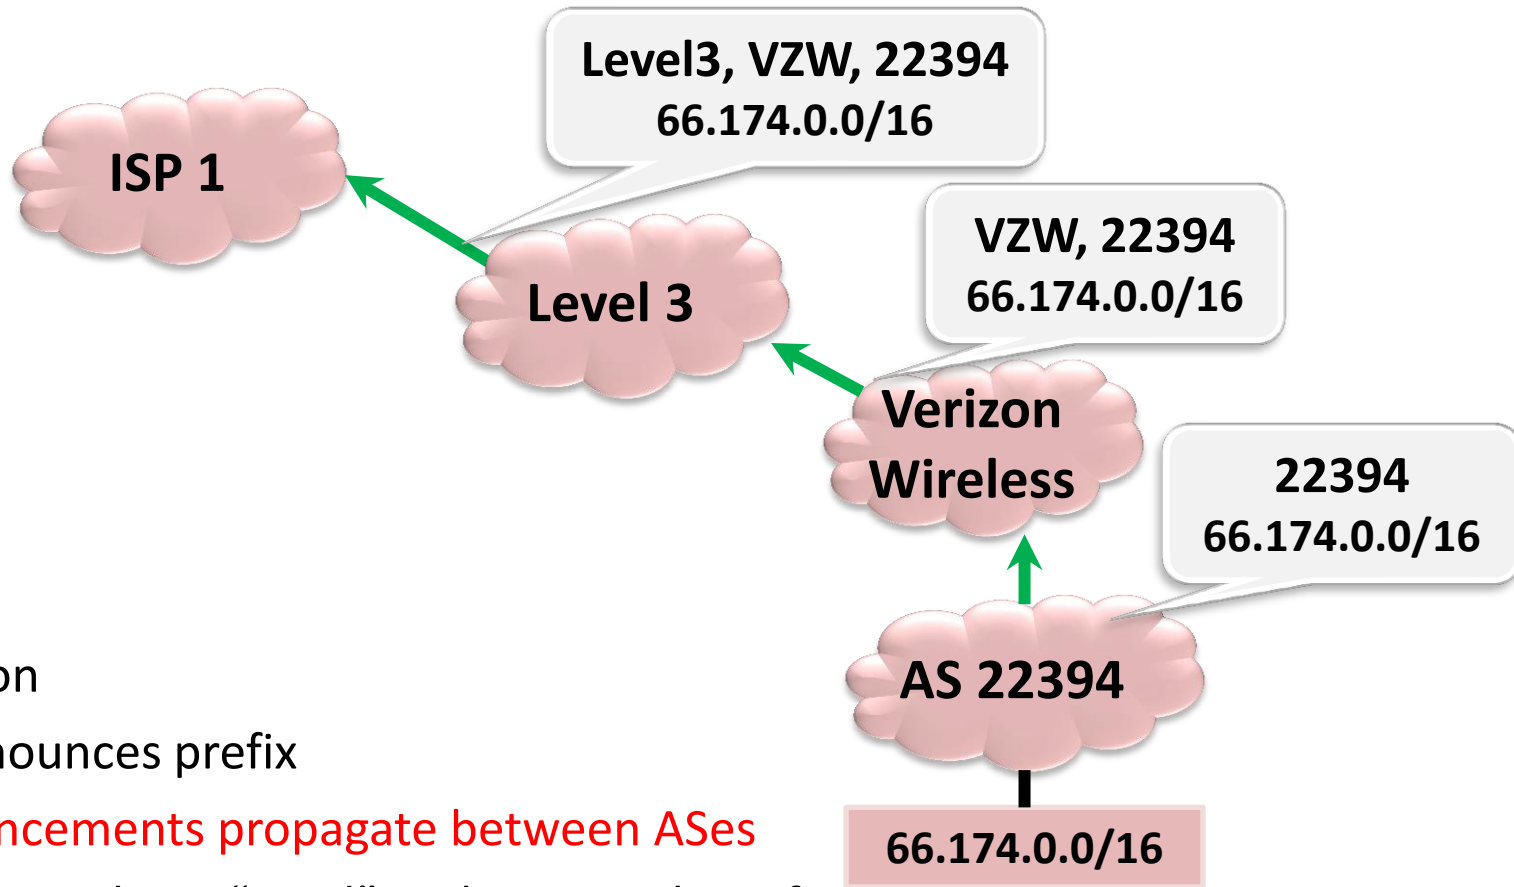 Level3, VZW, 22394
66.174.0.0/16
ISP 1
VZW, 22394
66.174.0.0/16
Level 3
Verizon
Wireless
22394
66.174.0.0/16
AS 22394
on
nounces prefix
ncements propagate between ASes
66.174.0.0/16